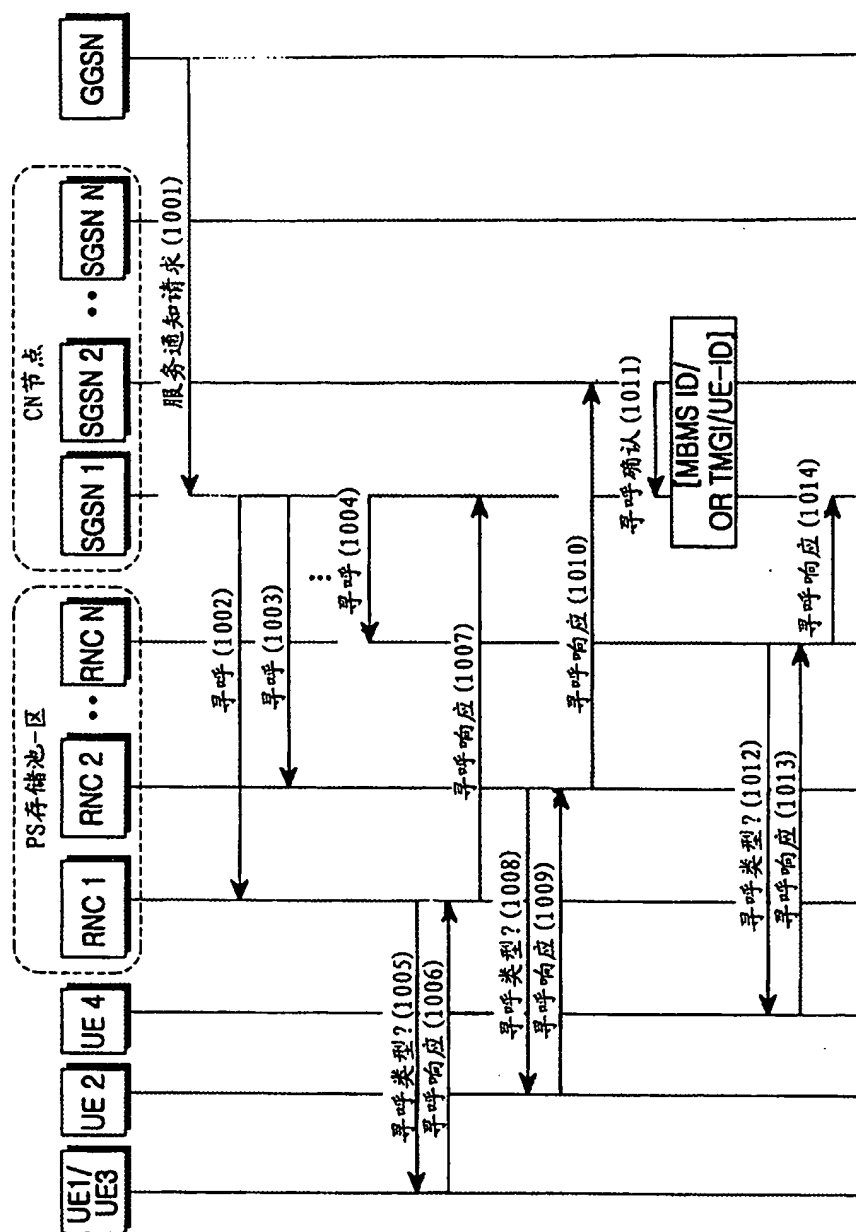 UE1/
UE3
UE 2
UE 4
PS存储池-区
RNC 1
RNC 2
••
RNC N
CN节点
SGSN 1
SGSN 2
••
SGSN N
GGSN
服务通知请求(1001)
寻呼(1002)
寻呼(1003)
寻呼(1004)
寻呼类型?(1005)
寻呼响应(1006)
寻呼响应(1007)
寻呼类型?(1008)
寻呼响应(1009)
寻呼响应(1010)
寻呼确认(1011)
[MBMS ID/
OR TMGI/UE-ID]
寻呼类型?(1012)
寻呼响应(1013)
寻呼响应(1014)